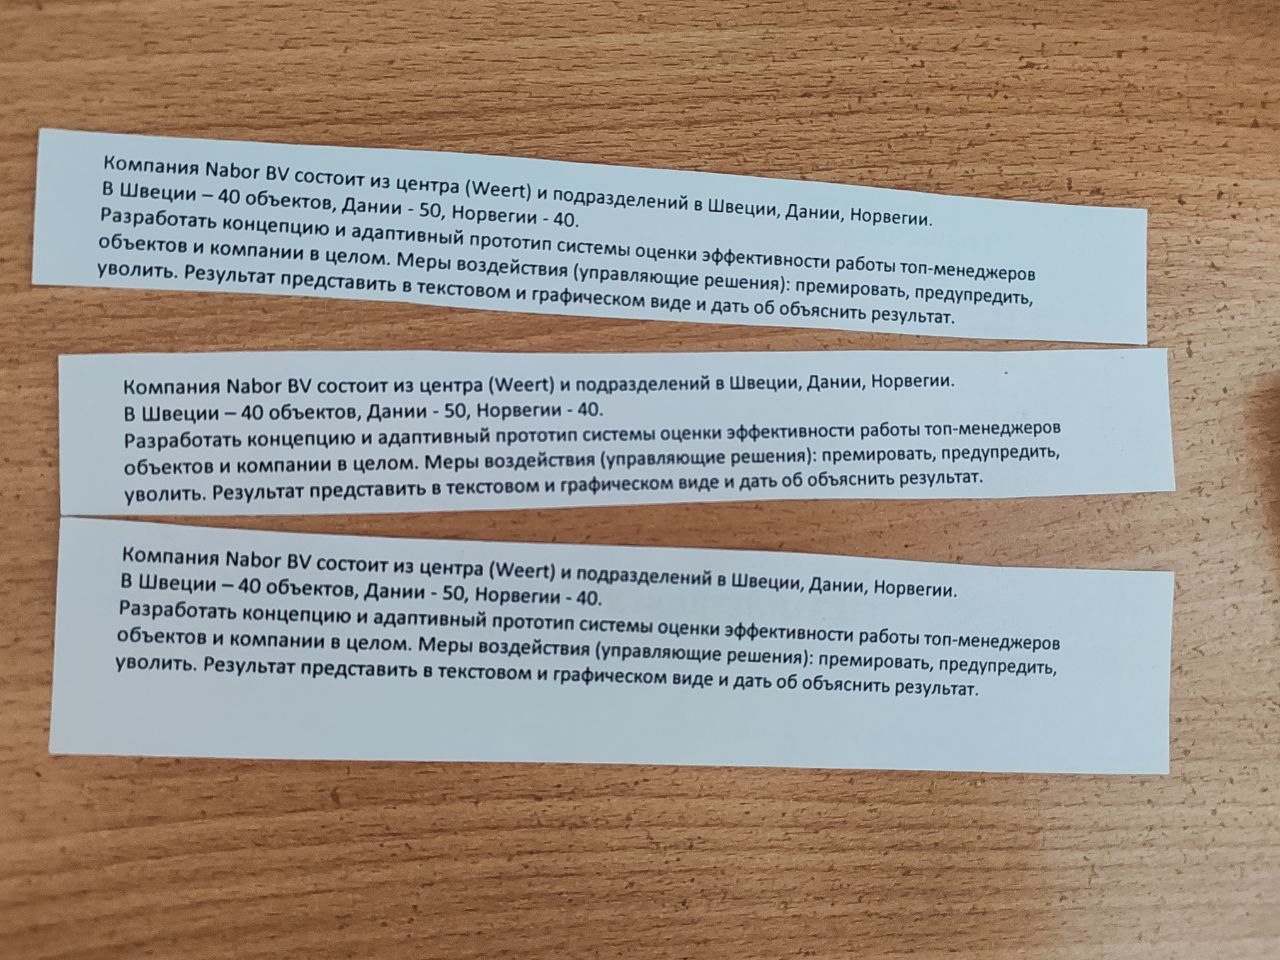 Компания Nabor BV состоит из центра (Weert) и подразделений в Швеции, Дании, Норвегии.
В Швеции – 40 объектов, Дании - 50, Норвегии - 40.
Разработать концепцию и адаптивный прототип системы оценки эффективности работы топ-менеджеров
объектов и компании в целом. Меры воздействия (управляющие решения): премировать, предупредить,
уволить. Результат представить в текстовом и графическом виде и дать об объяснить результат.
Компания Nabor BV состоит из центра (Weert) и подразделений в Швеции, Дании, Норвегии.
В Швеции – 40 объектов, Дании - 50, Норвегии - 40.
Разработать концепцию и адаптивный прототип системы оценки эффективности работы топ-менеджеров
объектов и компании в целом. Меры воздействия (управляющие решения): премировать, предупредить,
уволить. Результат представить в текстовом и графическом виде и дать об объяснить результат.
Компания Nabor BV состоит из центра (Weert) и подразделений в Швеции, Дании, Норвегии.
В Швеции – 40 объектов, Дании - 50, Норвегии - 40.
Разработать концепцию и адаптивный прототип системы оценки эффективности работы топ-менеджеров
объектов и компании в целом. Меры воздействия (управляющие решения): премировать, предупредить,
уволить. Результат представить в текстовом и графическом виде и дать об объяснить результат.